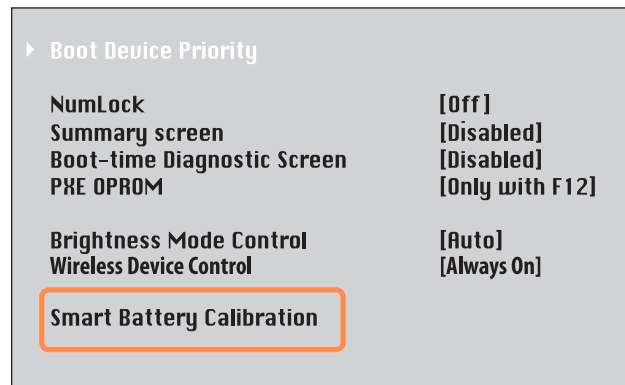 Boot Device Priority
NumLock [Off]
Summary screen [Disabled]
Boot-time Diagnostic Screen [Disabled]
PXE OPROM [Only with F12]
Brightness Mode Control [Auto]
Wireless Device Control [Always On]
Smart Battery Calibration